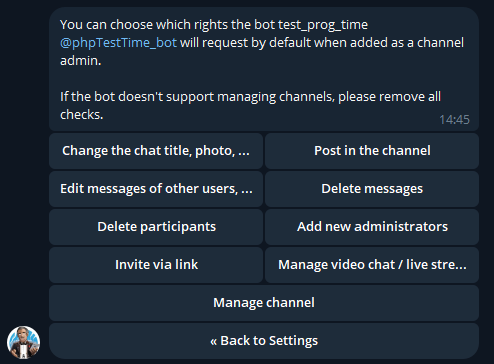 You can choose which rights the bot test_prog_time
@phpTestTime_bot will request by default when added as a channel
admin.
If the bot doesn't support managing channels, please remove all
checks.
14:45
Change the chat title, photo, ...
Post in the channel
Edit messages of other users, ...
Delete messages
Delete participants
Add new administrators
Invite via link
Manage video chat / live stre...
Manage channel
« Back to Settings